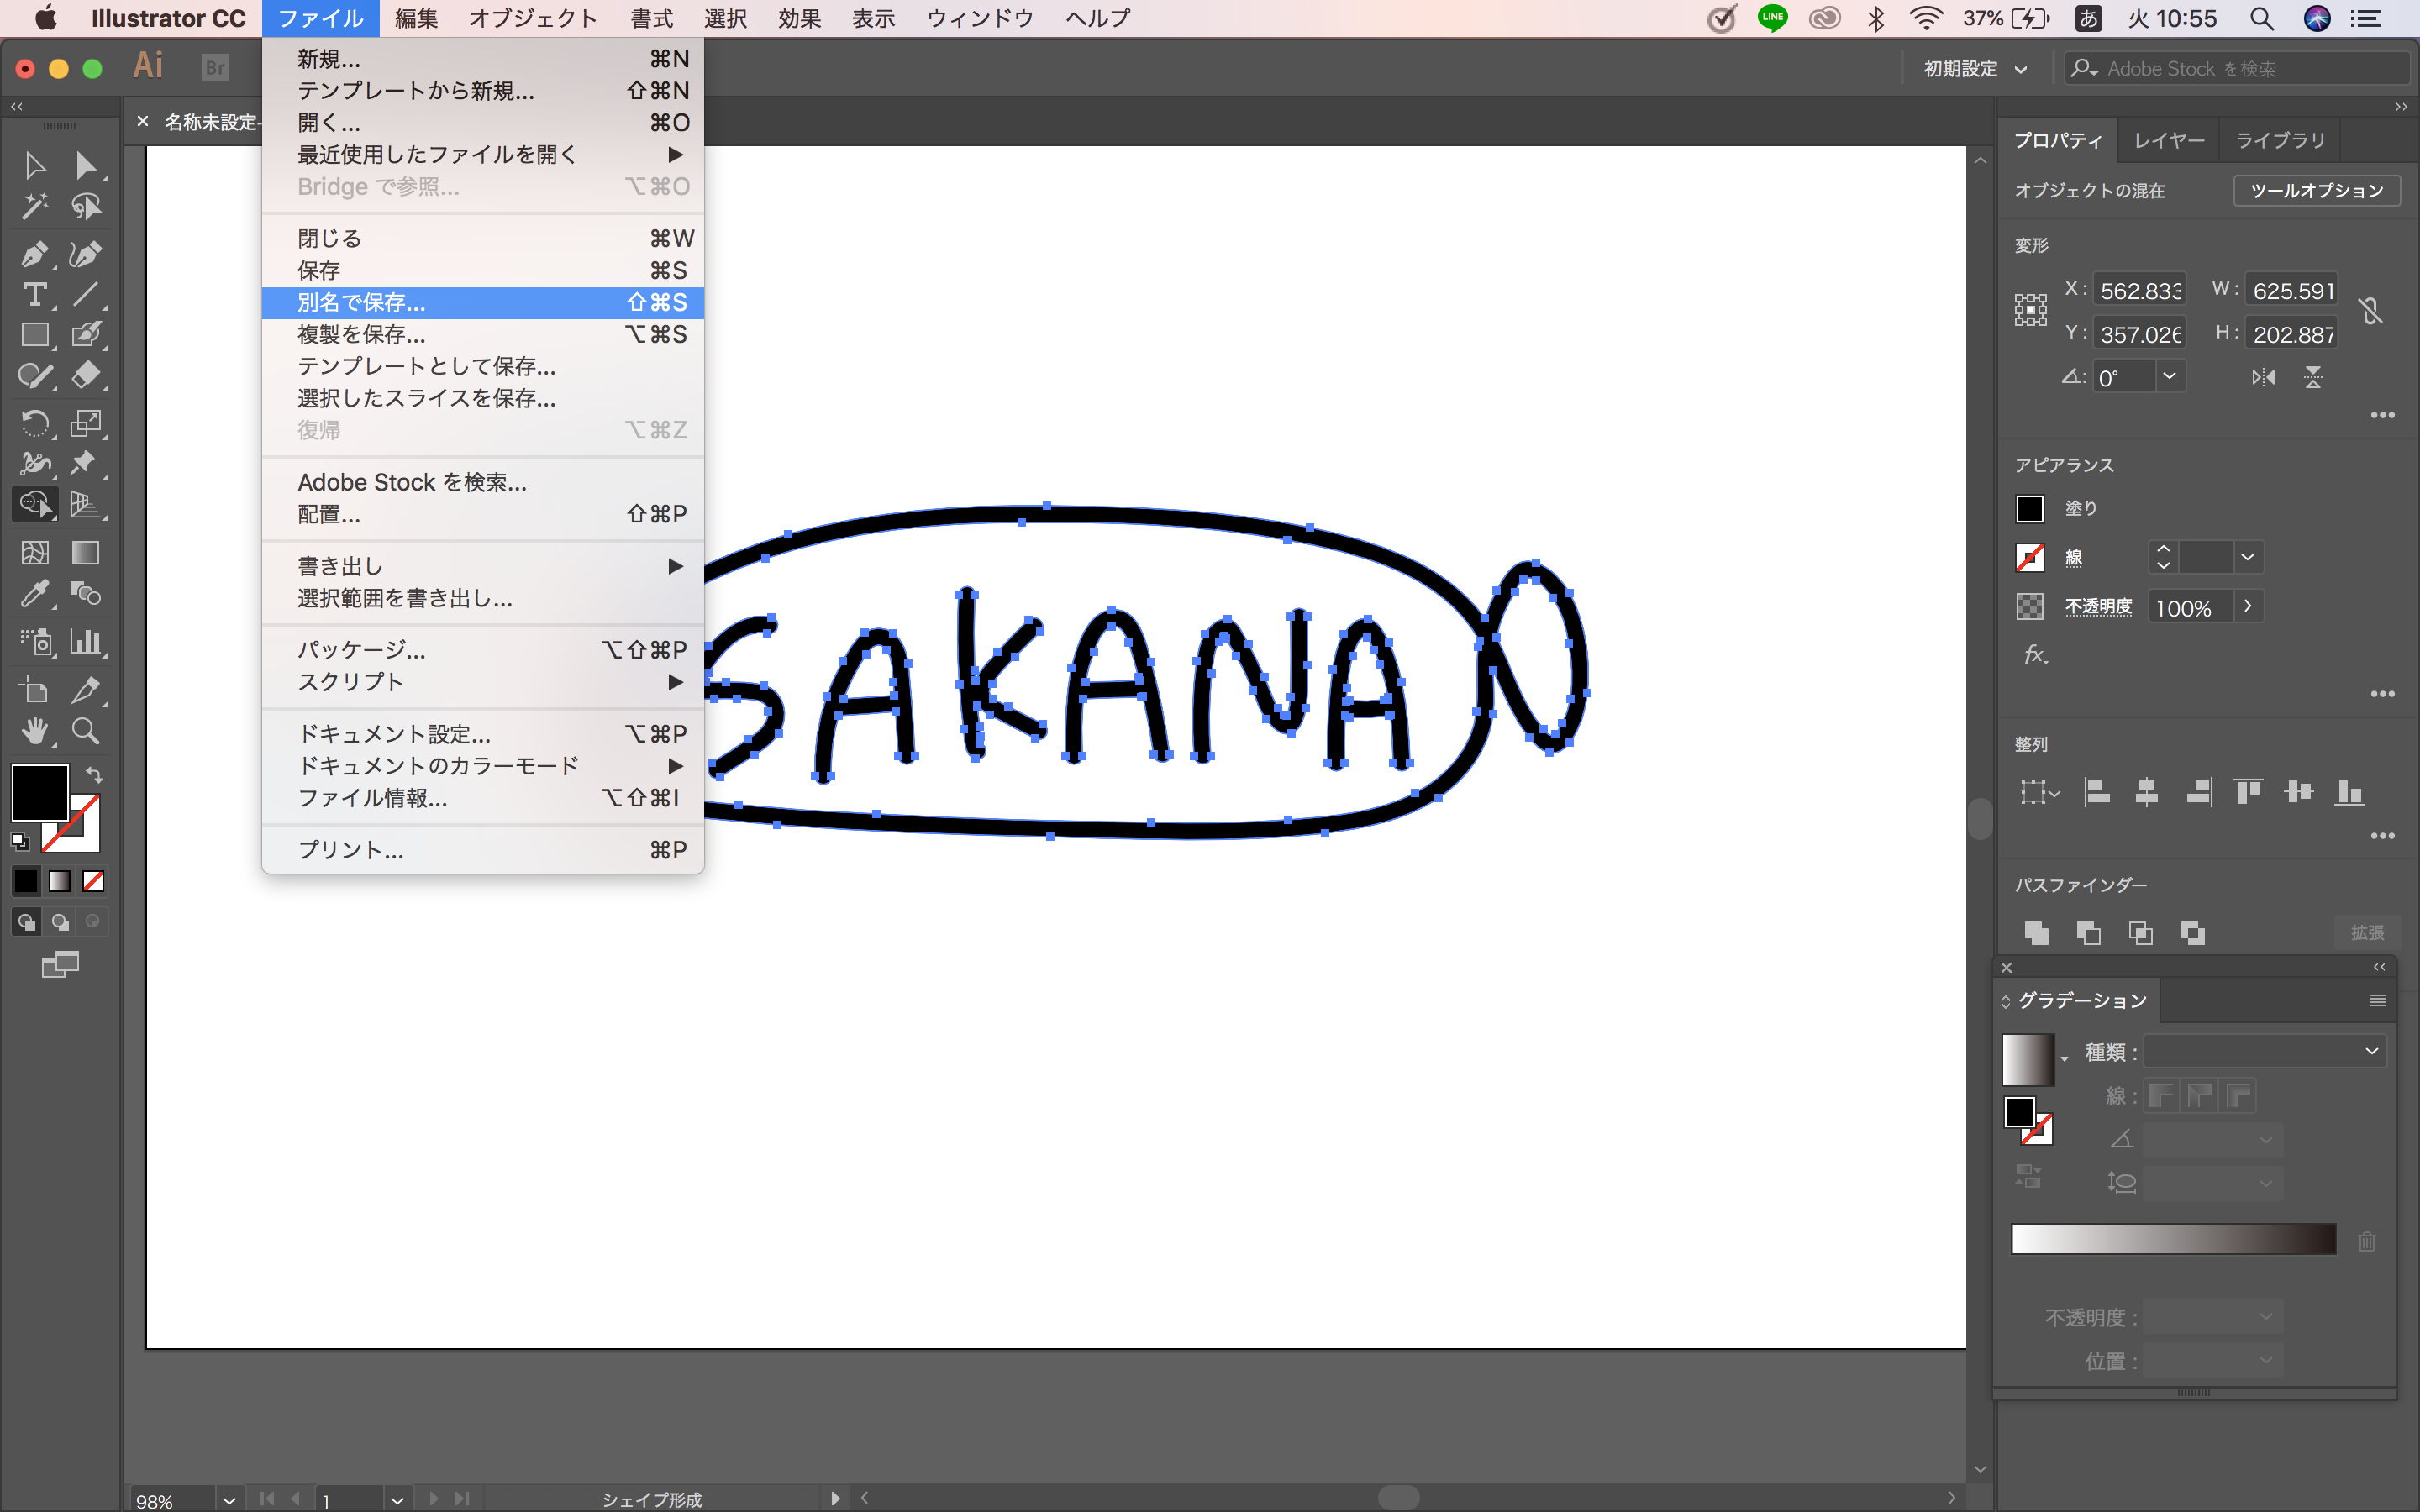 Illustrator CC ファイル 編集 オブジェクト 書式 選択 効果 表示 ウィンドウ ヘルプ LINE 37% あ 火 10:55
Ai Br 初期設定 Adobe Stock を検索
× 名称未設定-
新規... ⌘N
テンプレートから新規... ⇧⌘N
開く... ⌘O
最近使用したファイルを開く ▶
Bridge で参照... ⌥⌘O
閉じる ⌘W
保存 ⌘S
別名で保存... ⇧⌘S
複製を保存... ⌥⌘S
テンプレートとして保存...
選択したスライスを保存...
復帰 ⌥⌘Z
Adobe Stock を検索...
配置... ⇧⌘P
書き出し ▶
選択範囲を書き出し...
パッケージ... ⌥⇧⌘P
スクリプト ▶
ドキュメント設定... ⌥⌘P
ドキュメントのカラーモード ▶
ファイル情報... ⌥⇧⌘I
プリント... ⌘P
SAKANA
プロパティ レイヤー ライブラリ
オブジェクトの混在 ツールオプション
変形
X : 562.833 W : 625.591
Y : 357.026 H : 202.887
0°
アピアランス
塗り
線
不透明度 100%
fx.
整列
パスファインダー
拡張
グラデーション
種類 :
線 :
不透明度 :
位置 :
98% 1 シェイプ形成